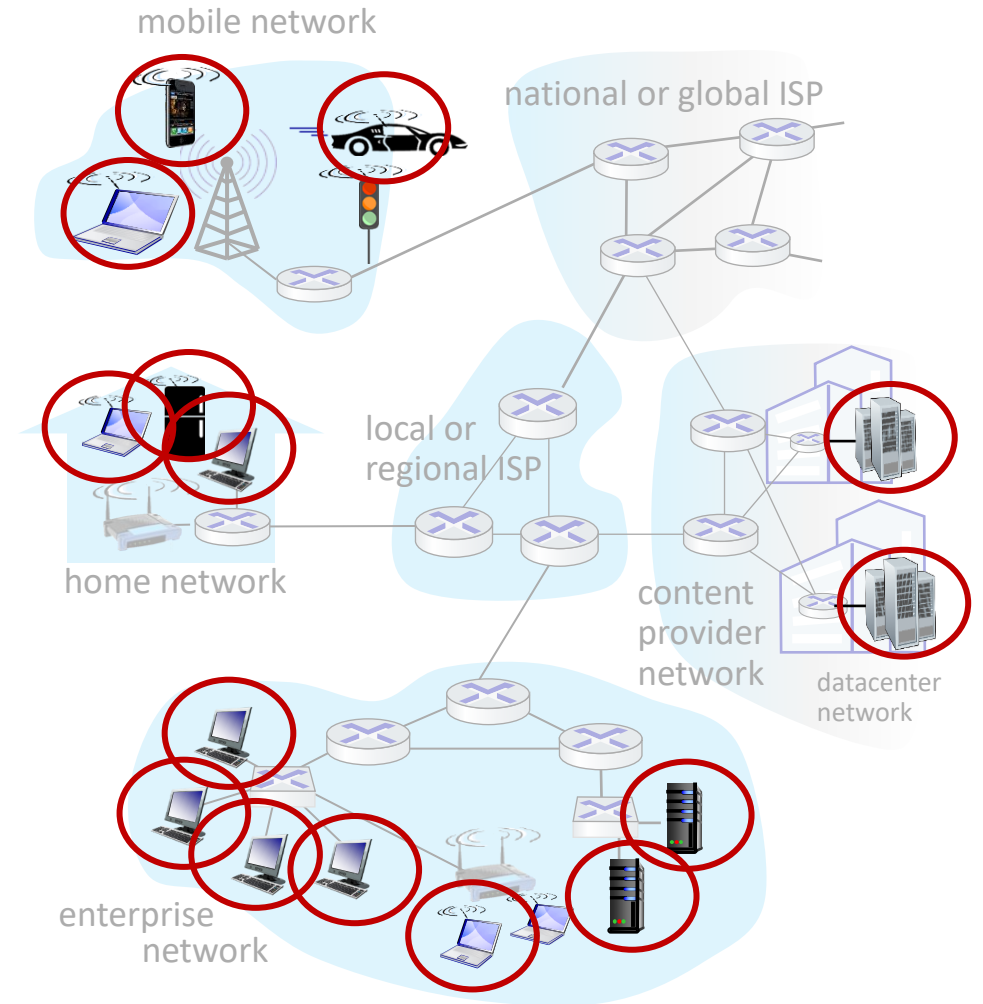 mobile network
national or global ISP
local or
regional ISP
home network
content
provider
network
datacenter
network
enterprise
network